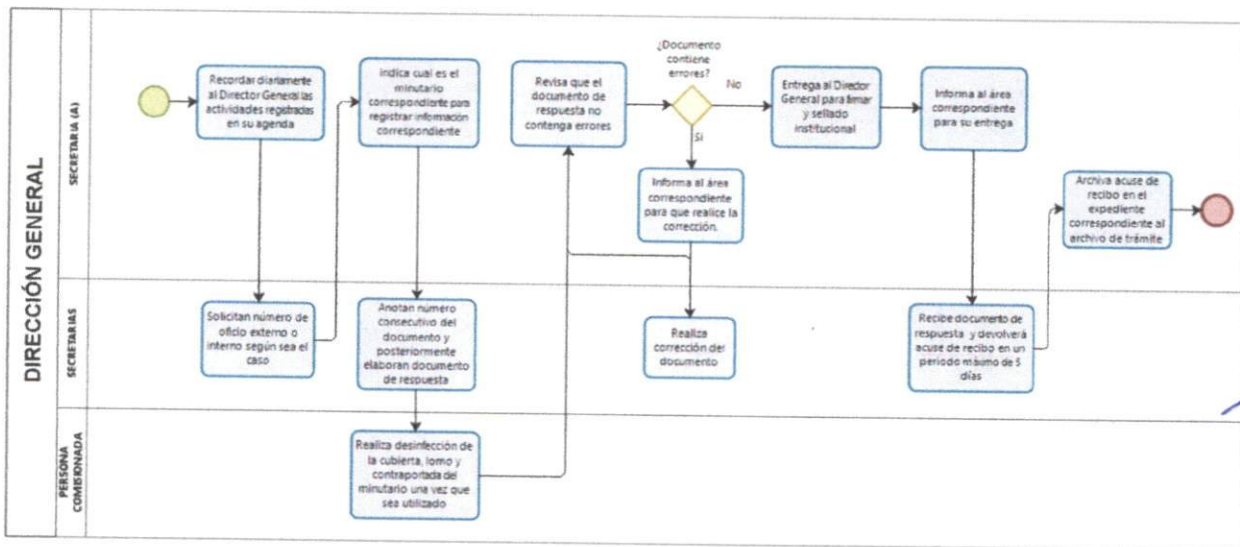 DIRECCIÓN GENERAL
SECRETARIA (A)
Recordar diariamente
al Director General las
actividades registradas
en su agenda
Indica cual es el
minutario
correspondiente para
registrar información
correspondiente
Revisa que el
documento de
respuesta no
contenga errores
¿Documento
contiene
errores?
No
Si
Entrega al Director
General para firmar
y sellado
institucional
Informa al área
correspondiente
para su entrega
Informa al área
correspondiente
para que realice la
corrección.
Archiva acuse de
recibo en el
expediente
correspondiente al
archivo de trámite
SECRETARIAS
Solicitan número de
oficio externo o
interno según sea el
caso
Anotan número
consecutivo del
documento y
posteriormente
elaboran documento
de respuesta
Realiza
corrección del
documento
Recibe documento de
respuesta y devolverá
acuse de recibo en un
periodo máximo de 5
días
PERSONA
COMISIONADA
Realiza desinfección de
la cubierta, lomo y
contraportada del
minutario una vez que
sea utilizado